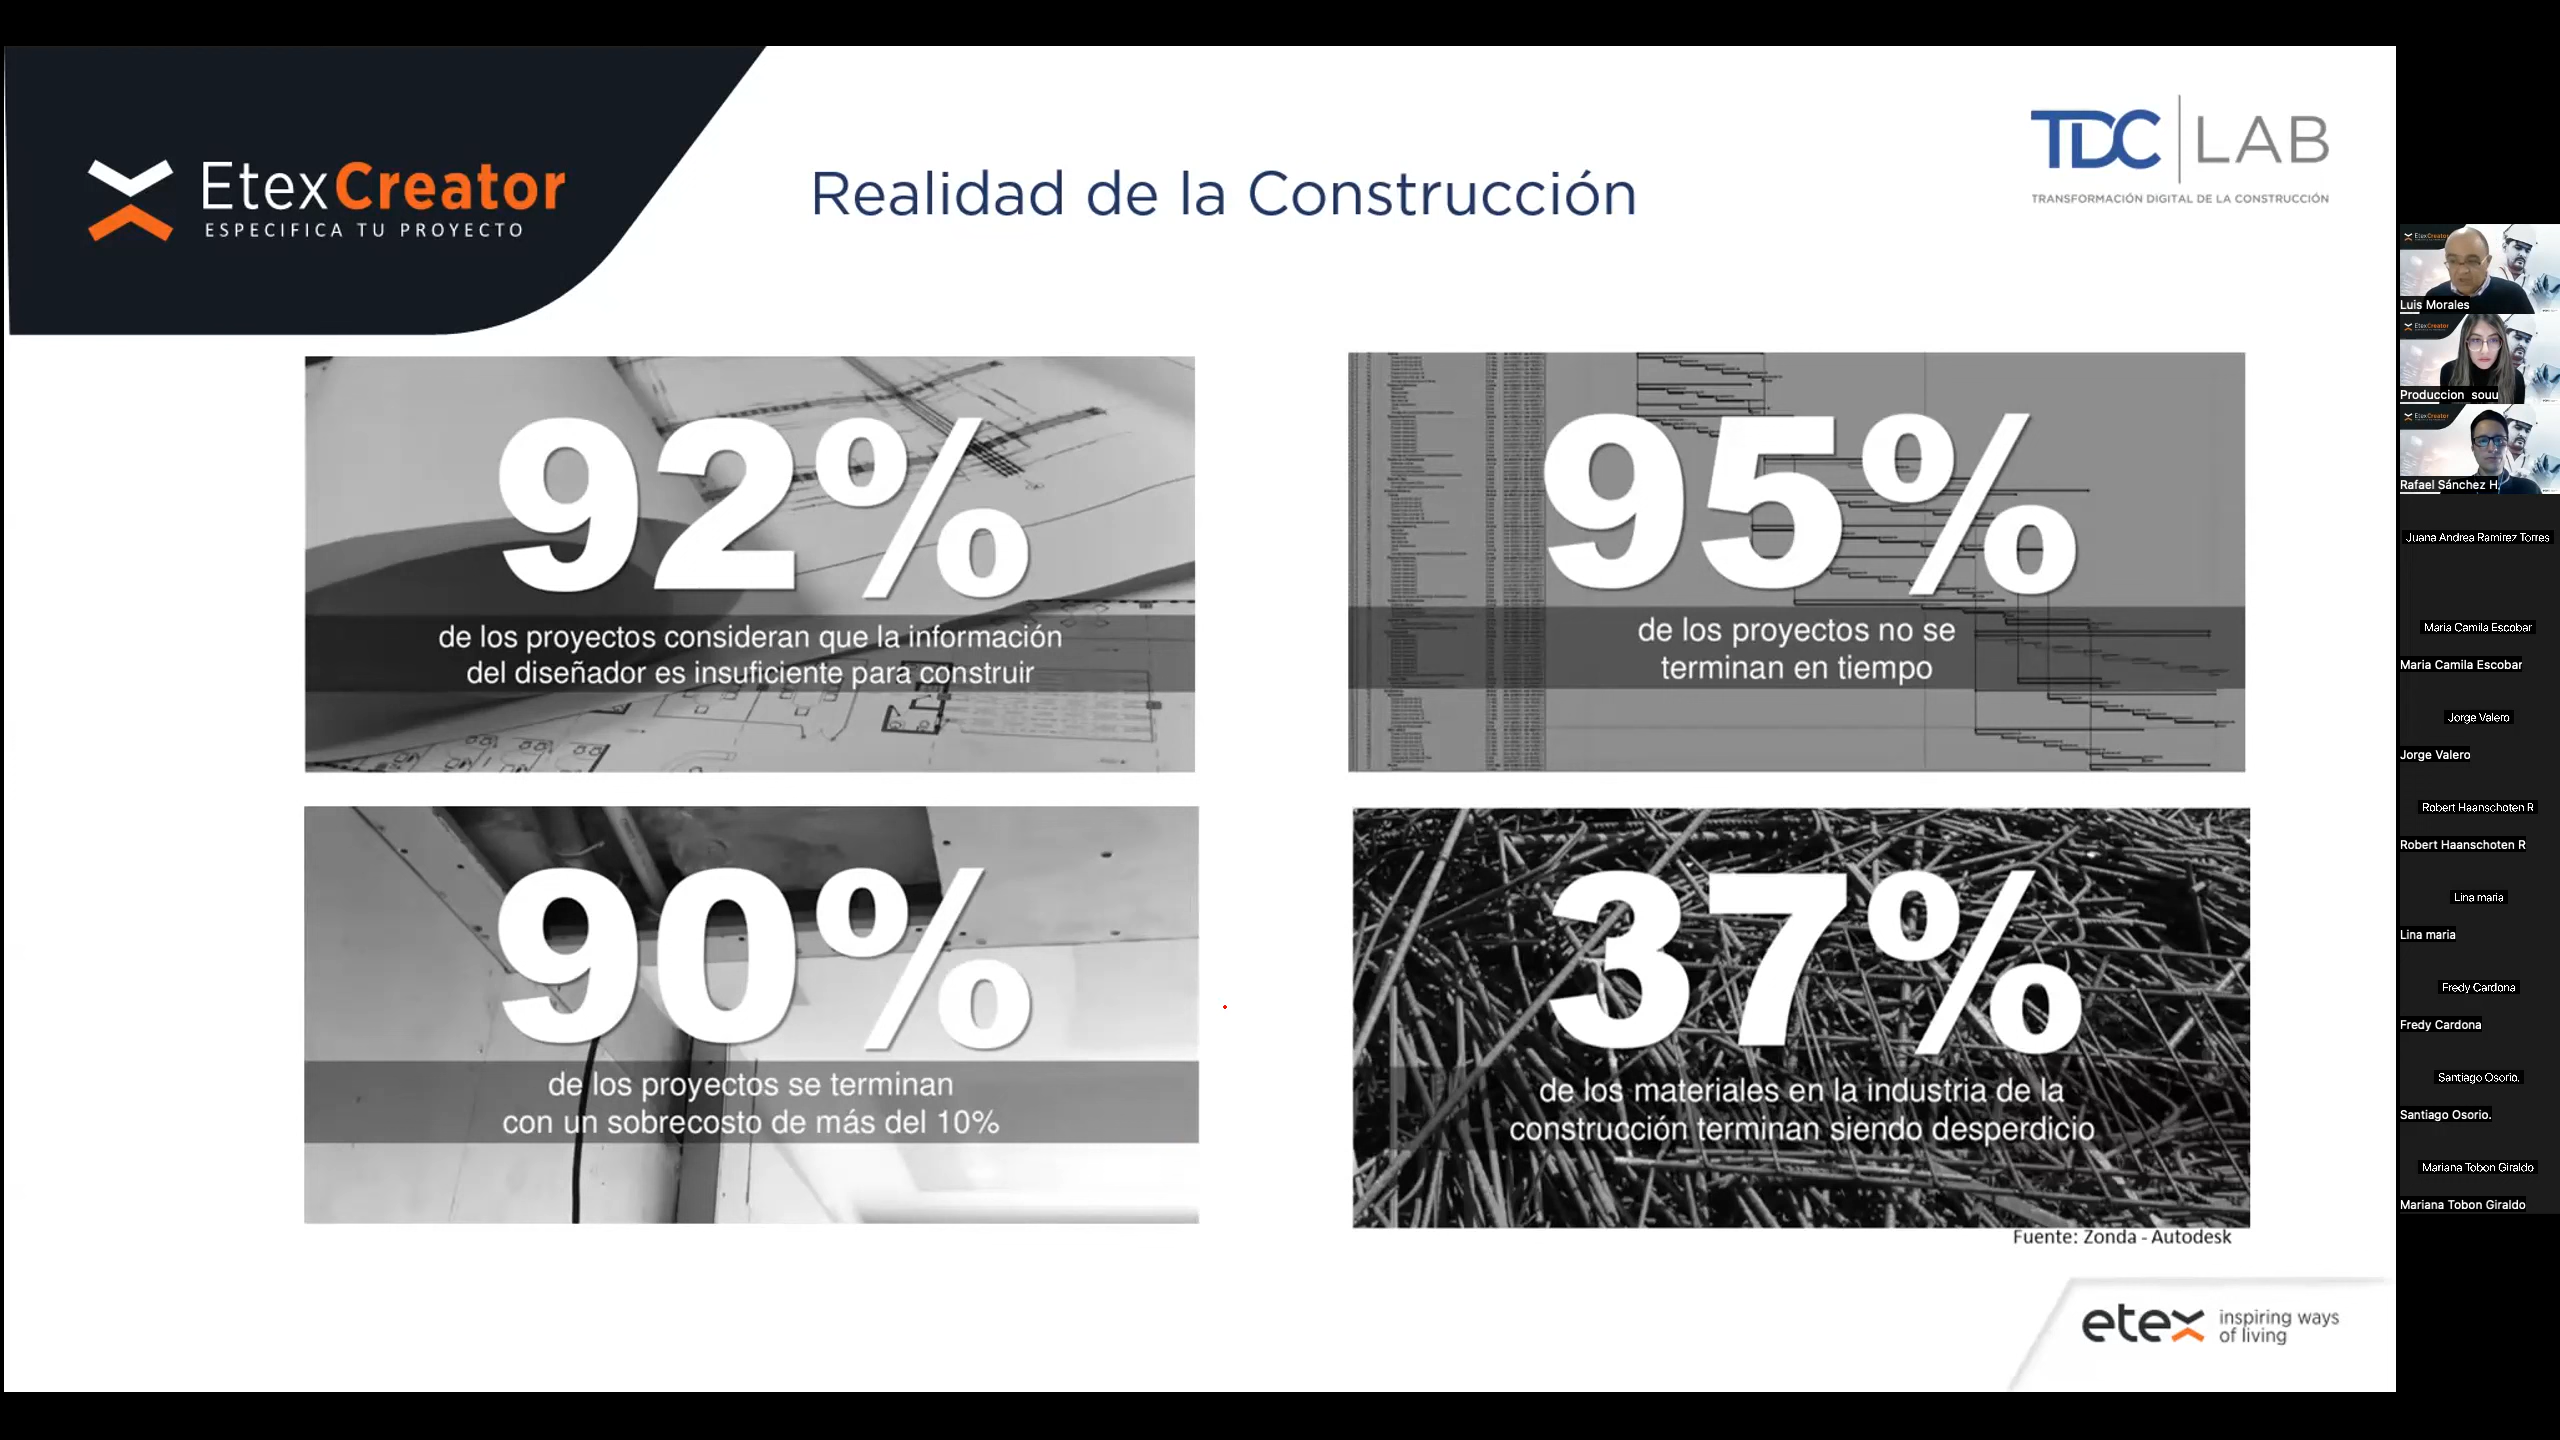 EtexCreator
ESPECIFICA TU PROYECTO
Realidad de la Construcción
TDC LAB
TRANSFORMACIÓN DIGITAL DE LA CONSTRUCCIÓN
92%
de los proyectos consideran que la información
del diseñador es insuficiente para construir
95%
de los proyectos no se
terminan en tiempo
90%
de los proyectos se terminan
con un sobrecosto de más del 10%
37%
de los materiales en la industria de la
construcción terminan siendo desperdicio
Fuente: Zonda - Autodesk
etex
inspiring ways
of living
EtexCreator
Luis Morales
EtexCreator
Produccion souu
EtexCreator
Rafael Sánchez H.
Juana Andrea Ramirez Torres
Maria Camila Escobar
Maria Camila Escobar
Jorge Valero
Jorge Valero
Robert Haanschoten R
Robert Haanschoten R
Lina maria
Lina maria
Fredy Cardona
Fredy Cardona
Santiago Osorio.
Santiago Osorio.
Mariana Tobon Giraldo
Mariana Tobon Giraldo